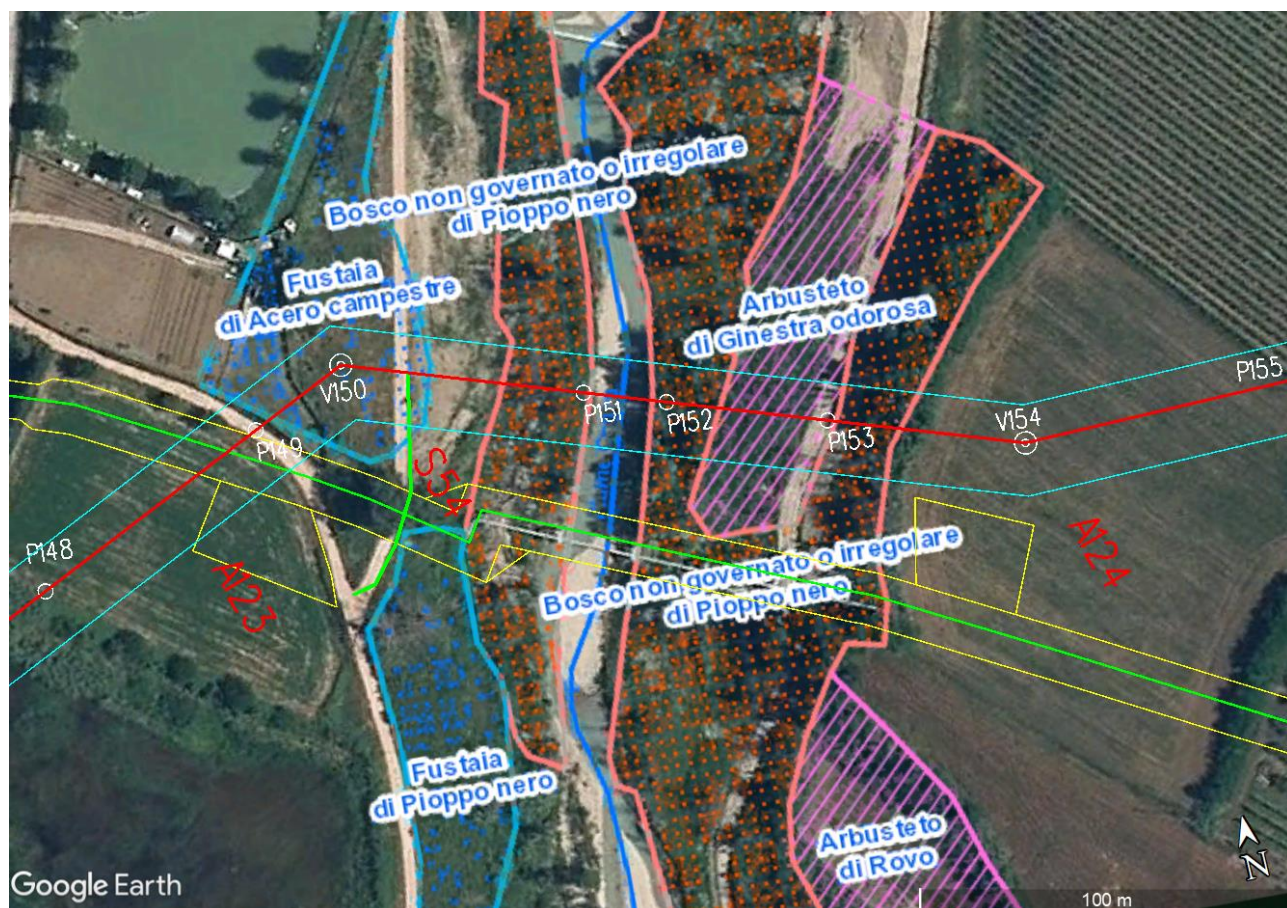 Bosco non governato o irregolare
di Pioppo nero
Fustaia
di Acero campestre
Arbusteto
di Ginestra odorosa
V150
P151
P152
P153
V154
P155
P149
P148
S54
A123
A124
Bosco non governato o irregolare
di Pioppo nero
Fustaia
di Pioppo nero
Arbusteto
di Rovo
N
Google Earth
100 m